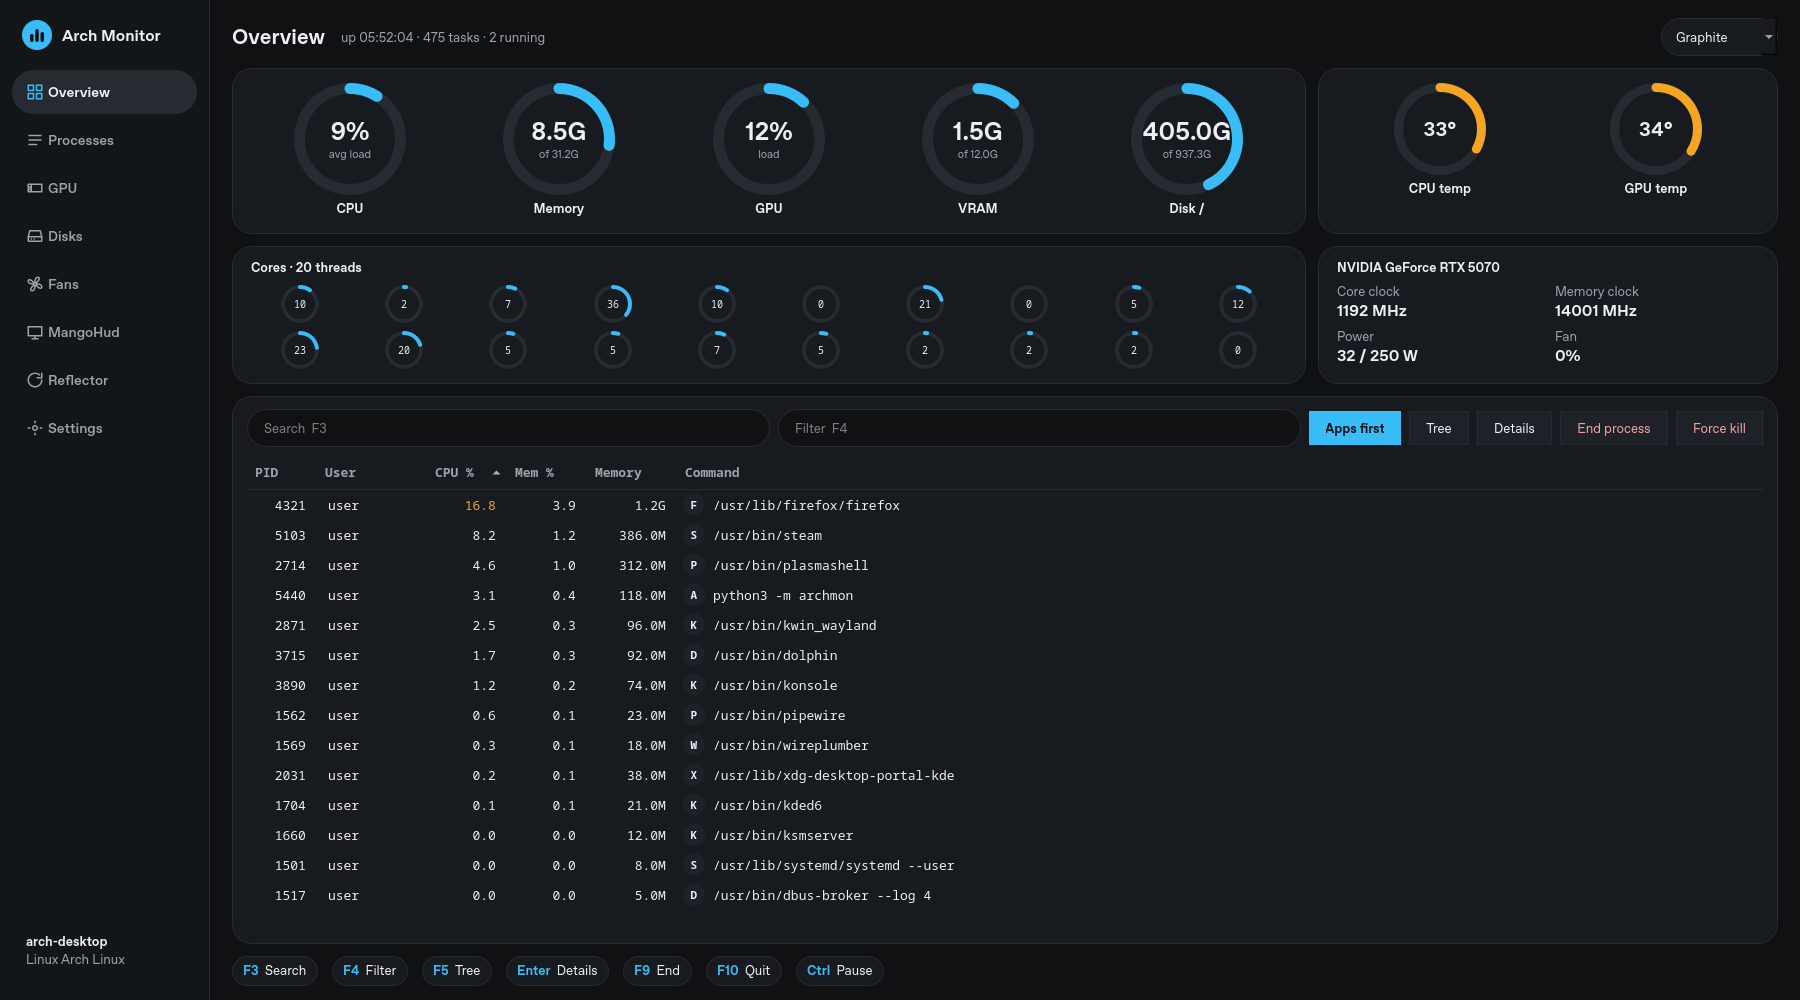 Arch Monitor
Overview
Processes
GPU
Disks
Fans
MangoHud
Reflector
Settings
arch-desktop
Linux Arch Linux
Overview up 05:52:04 · 475 tasks · 2 running
Graphite
9%
avg load
CPU
8.5G
of 31.2G
Memory
12%
load
GPU
1.5G
of 12.0G
VRAM
405.0G
of 937.3G
Disk /
33°
CPU temp
34°
GPU temp
Cores · 20 threads
10 2 7 36 10 0 21 0 5 12
23 20 5 5 7 5 2 2 2 0
NVIDIA GeForce RTX 5070
Core clock Memory clock
1192 MHz 14001 MHz
Power Fan
32 / 250 W 0%
Search F3 Filter F4 Apps first Tree Details End process Force kill
PID User CPU % Mem % Memory Command
4321 user 16.8 3.9 1.2G F /usr/lib/firefox/firefox
5103 user 8.2 1.2 386.0M S /usr/bin/steam
2714 user 4.6 1.0 312.0M P /usr/bin/plasmashell
5440 user 3.1 0.4 118.0M A python3 -m archmon
2871 user 2.5 0.3 96.0M K /usr/bin/kwin_wayland
3715 user 1.7 0.3 92.0M D /usr/bin/dolphin
3890 user 1.2 0.2 74.0M K /usr/bin/konsole
1562 user 0.6 0.1 23.0M P /usr/bin/pipewire
1569 user 0.3 0.1 18.0M W /usr/bin/wireplumber
2031 user 0.2 0.1 38.0M X /usr/lib/xdg-desktop-portal-kde
1704 user 0.1 0.1 21.0M K /usr/bin/kded6
1660 user 0.0 0.0 12.0M K /usr/bin/ksmserver
1501 user 0.0 0.0 8.0M S /usr/lib/systemd/systemd --user
1517 user 0.0 0.0 5.0M D /usr/bin/dbus-broker --log 4
F3 Search F4 Filter F5 Tree Enter Details F9 End F10 Quit Ctrl Pause